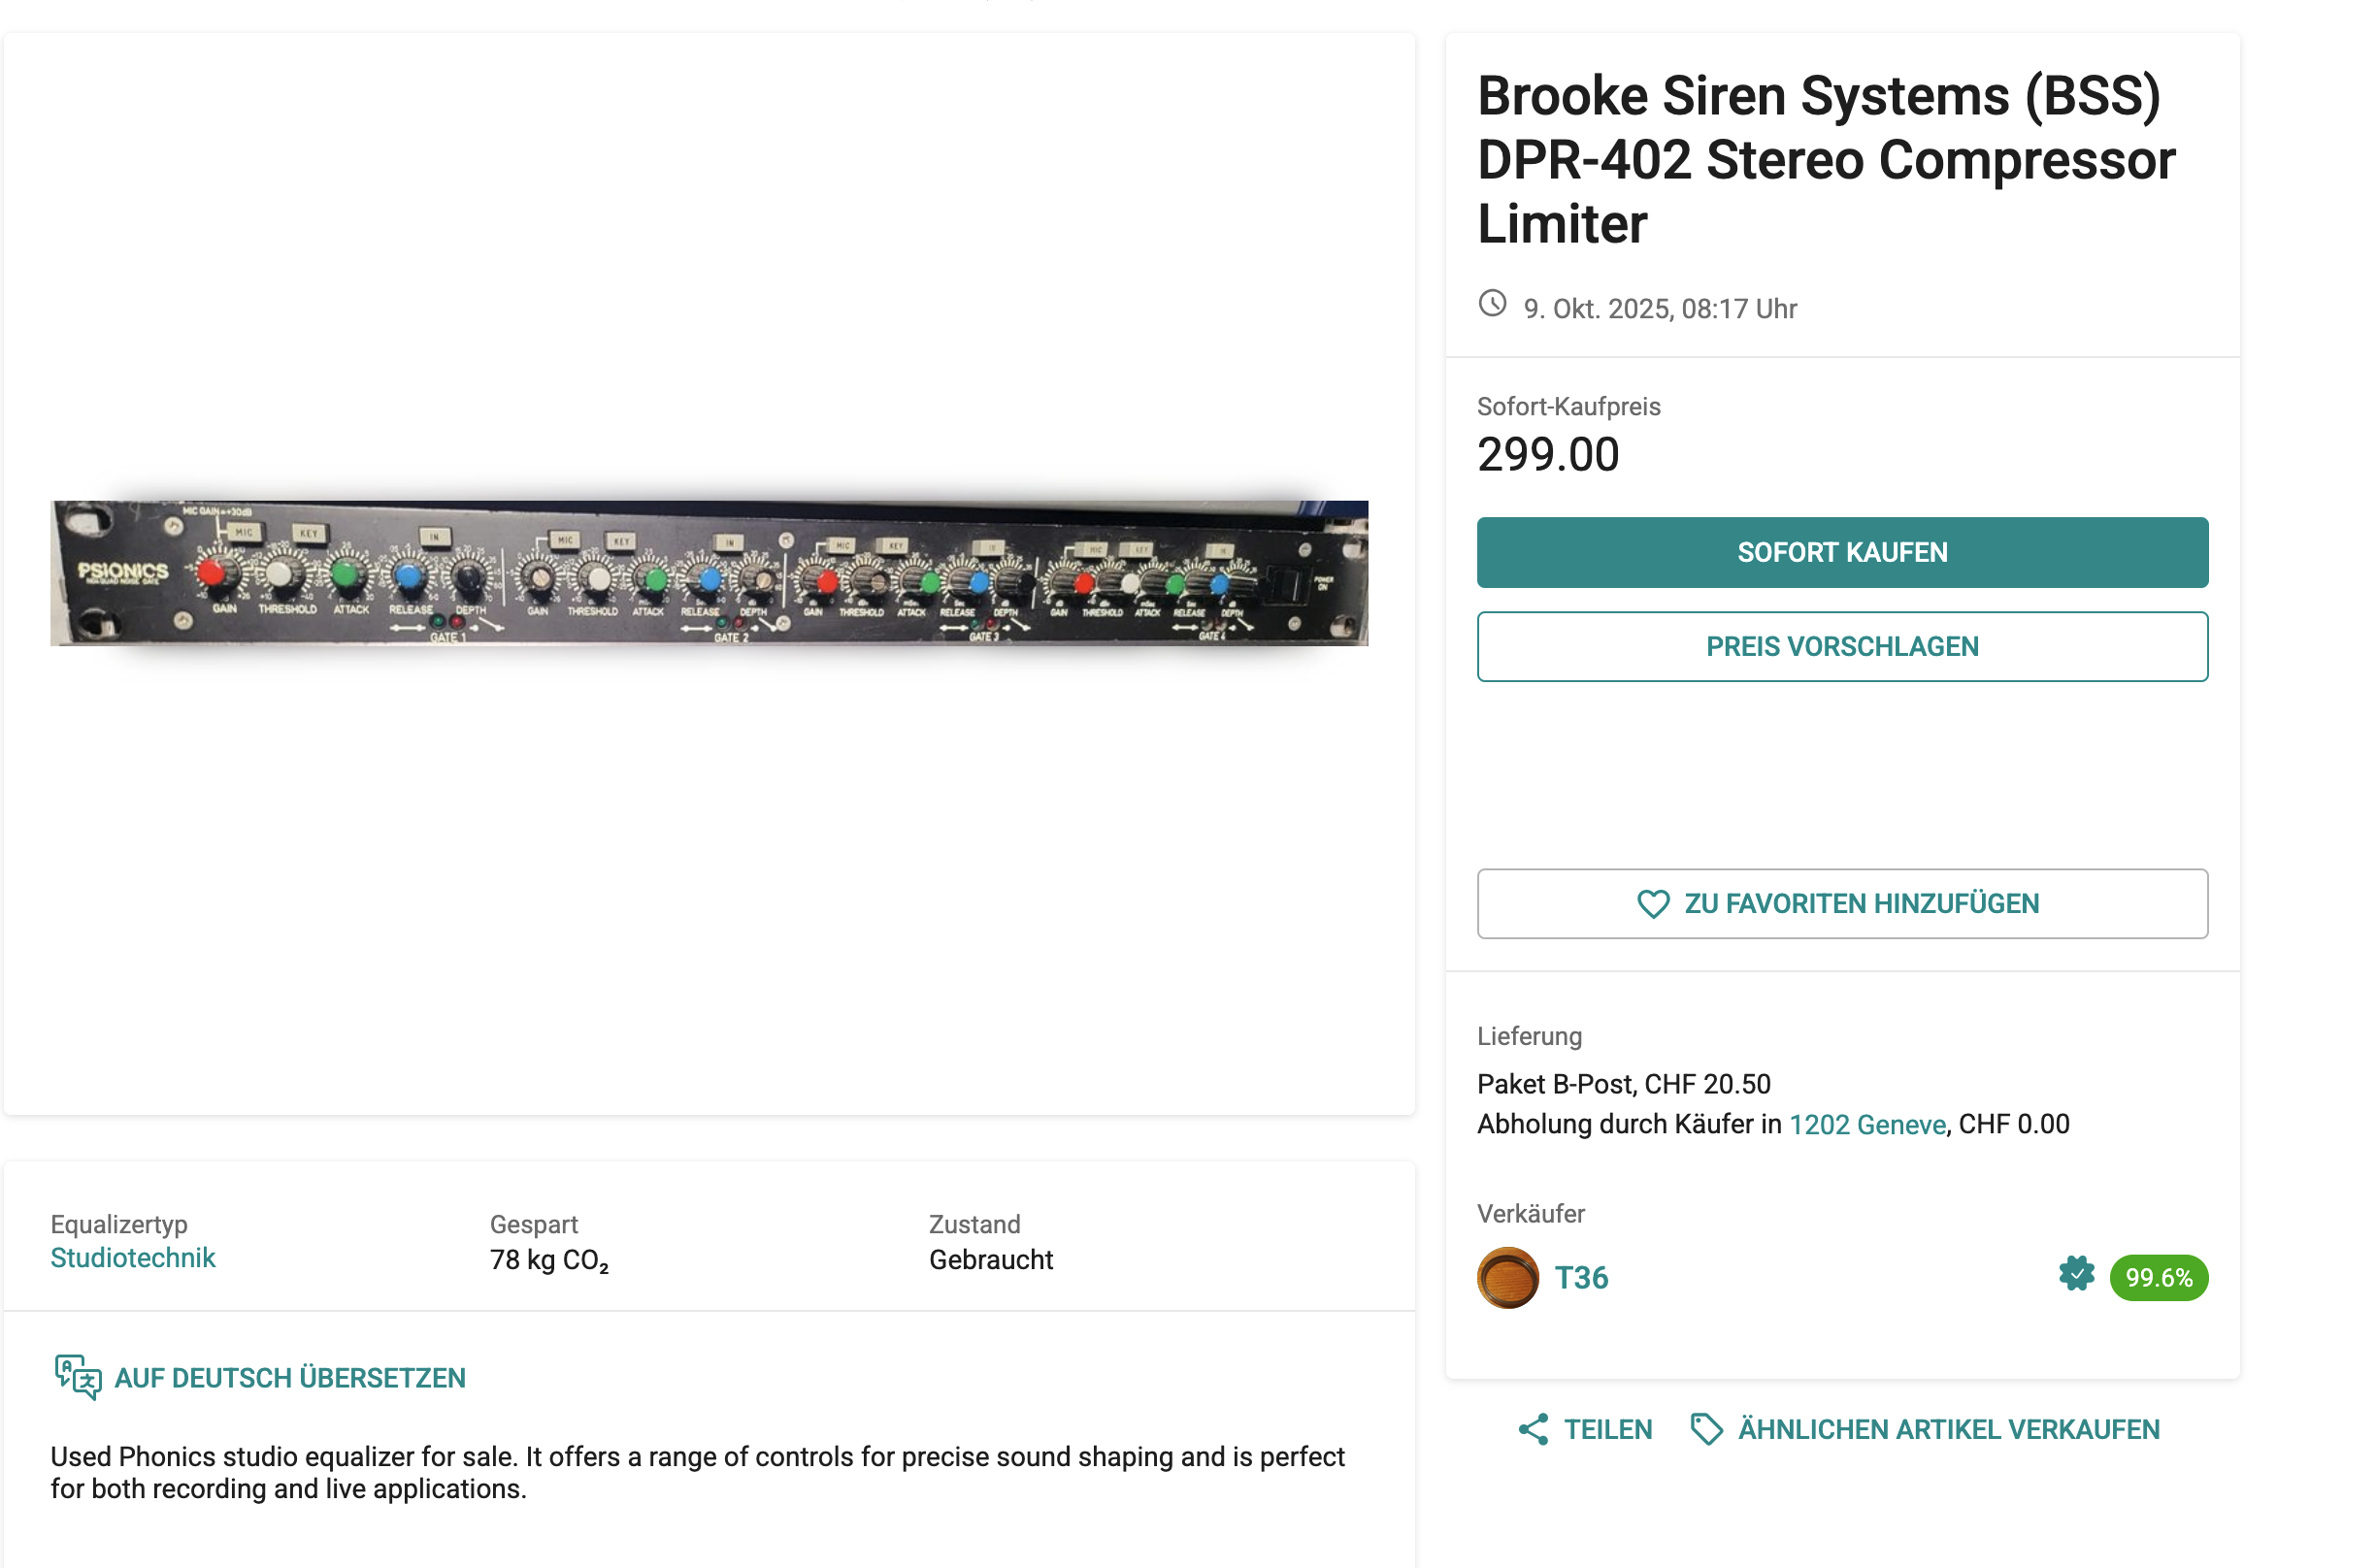 Brooke Siren Systems (BSS)
DPR-402 Stereo Compressor
Limiter
9. Okt. 2025, 08:17 Uhr
Sofort-Kaufpreis
299.00
SOFORT KAUFEN
PREIS VORSCHLAGEN
ZU FAVORITEN HINZUFÜGEN
Lieferung
Paket B-Post, CHF 20.50
Abholung durch Käufer in 1202 Geneve, CHF 0.00
Verkäufer
T36
99.6%
TEILEN
ÄHNLICHEN ARTIKEL VERKAUFEN
MIC GAIN=+30dB
MIC KEY IN MIC KEY IN MIC KEY MIC KEY
PSIONICS
GAIN THRESHOLD ATTACK RELEASE DEPTH GAIN THRESHOLD ATTACK RELEASE DEPTH GAIN THRESHOLD ATTACK RELEASE DEPTH GAIN THRESHOLD ATTACK RELEASE DEPTH
GATE 1 GATE 2 GATE 3 GATE 4
POWER
ON
Equalizertyp
Studiotechnik
Gespart
78 kg CO₂
Zustand
Gebraucht
AUF DEUTSCH ÜBERSETZEN
Used Phonics studio equalizer for sale. It offers a range of controls for precise sound shaping and is perfect
for both recording and live applications.